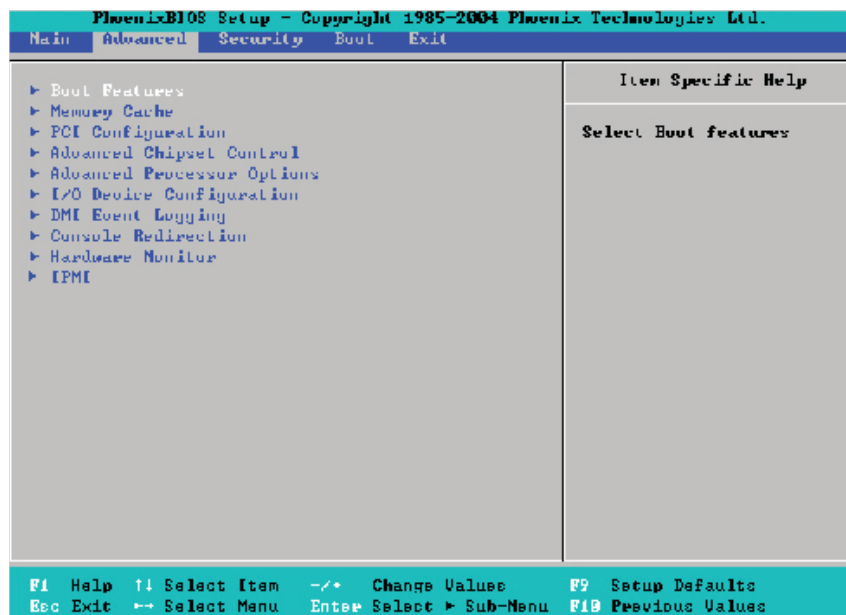 PhoenixBIOS Setup - Copyright 1985-2004 Phoenix Technologies Ltd.
Main Advanced Security Boot Exit
Item Specific Help
▶ Boot Features
▶ Memory Cache
▶ PCI Configuration
▶ Advanced Chipset Control
▶ Advanced Processor Options
▶ I/O Device Configuration
▶ DMI Event Logging
▶ Console Redirection
▶ Hardware Monitor
▶ IPMI
Select Boot features
F1 Help ↑↓ Select Item -/+ Change Values F9 Setup Defaults
Esc Exit ↔ Select Menu Enter Select ▶ Sub-Menu F10 Previous Values